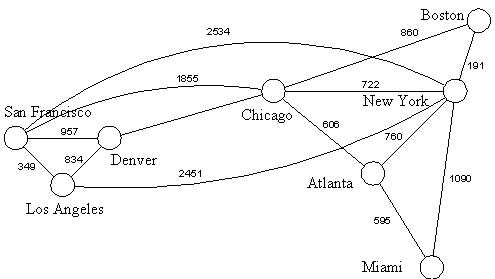 Boston
2534
860
191
1855
722
San Francisco
New York
Chicago
957
606
760
Denver
349
834
2451
Atlanta
1090
Los Angeles
595
Miami